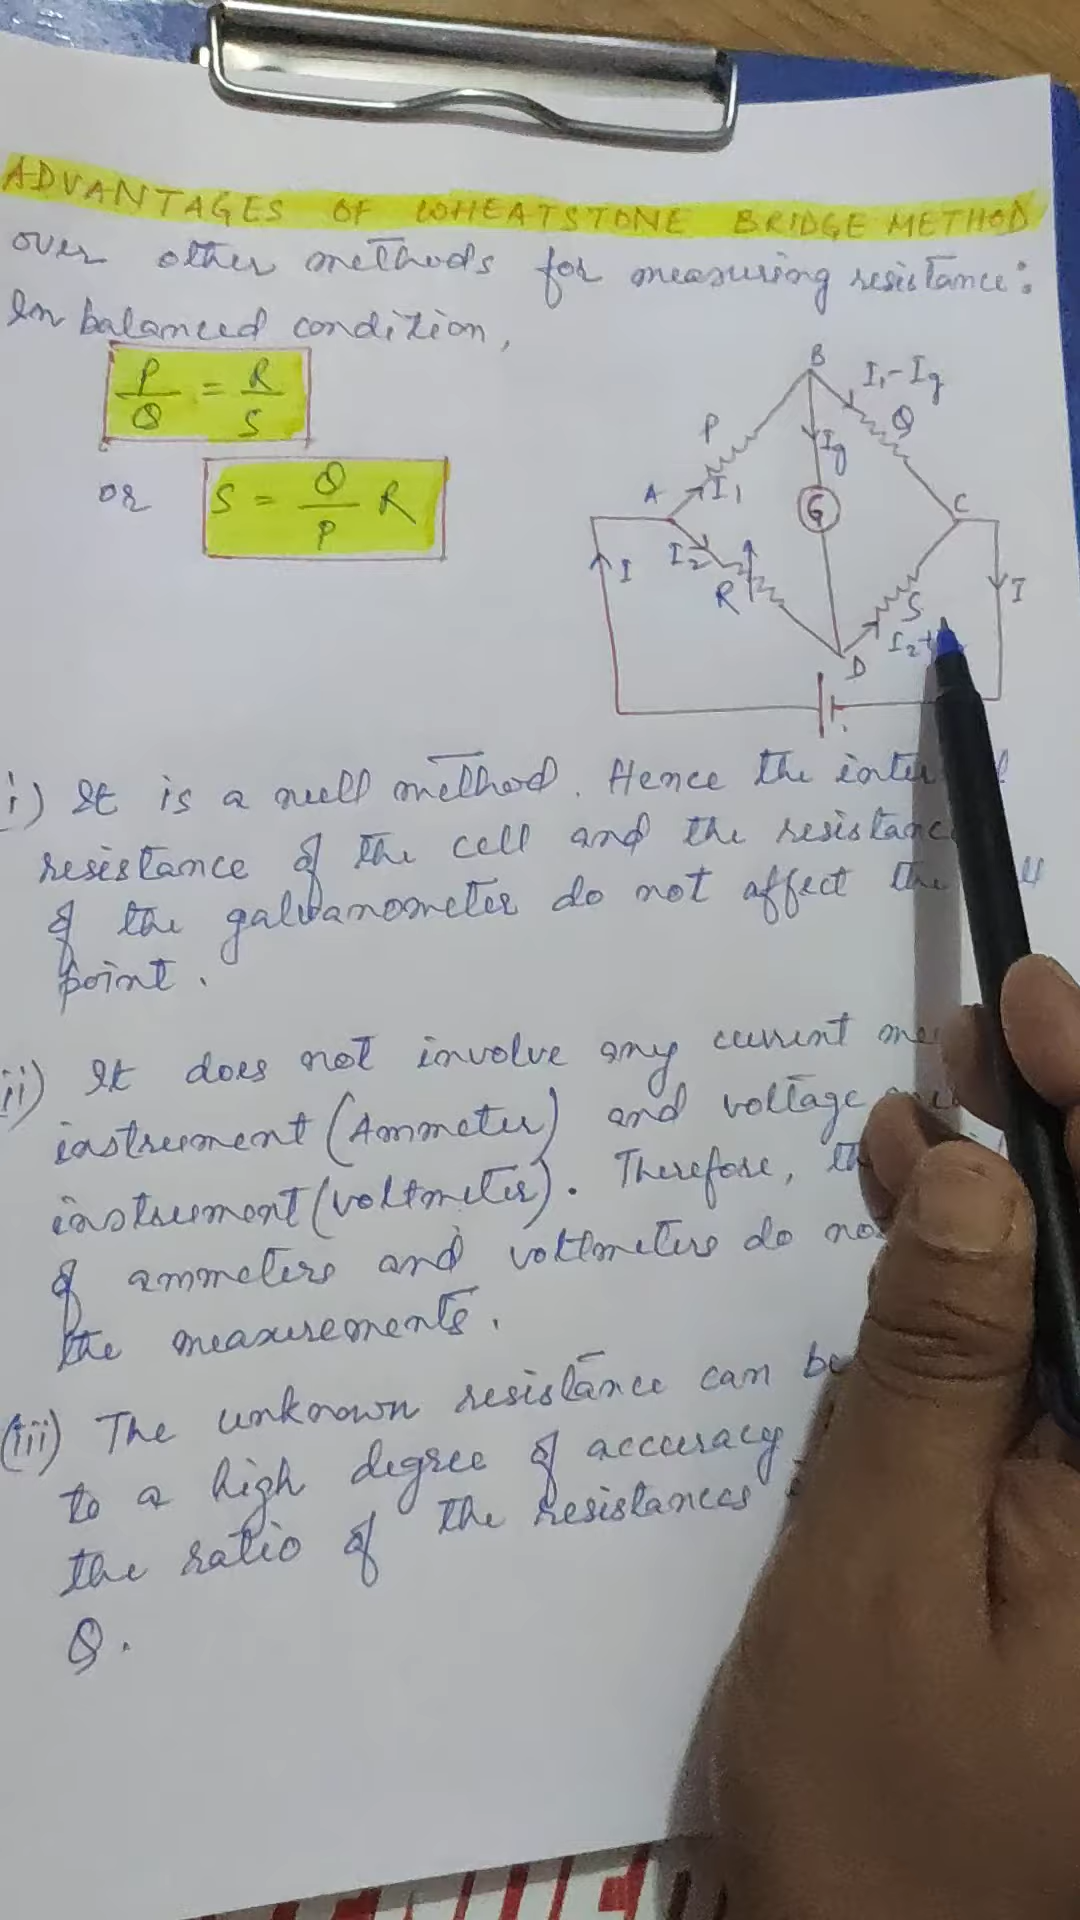 ADVANTAGES OF WHEATSTONE BRIDGE METHOD
over other methods for measuring resistance:
In balanced condition,
P/Q = R/S
or S = Q/P R
B
I1-Ig
P
Q
Ig
A
I1
G
C
I2
I
R
S
I
I2+
D
i) It is a null method. Hence the
resistance of the cell and the
of the galvanometer do not affect the
point.
ii) It does not involve any current
instrument (Ammeter) and voltage
instrument (voltmeter). Therefore,
of ammeters and voltmeters do
the measurements.
(iii) The unknown resistance can
to a high degree of accuracy
the ratio of the resistances
Q.